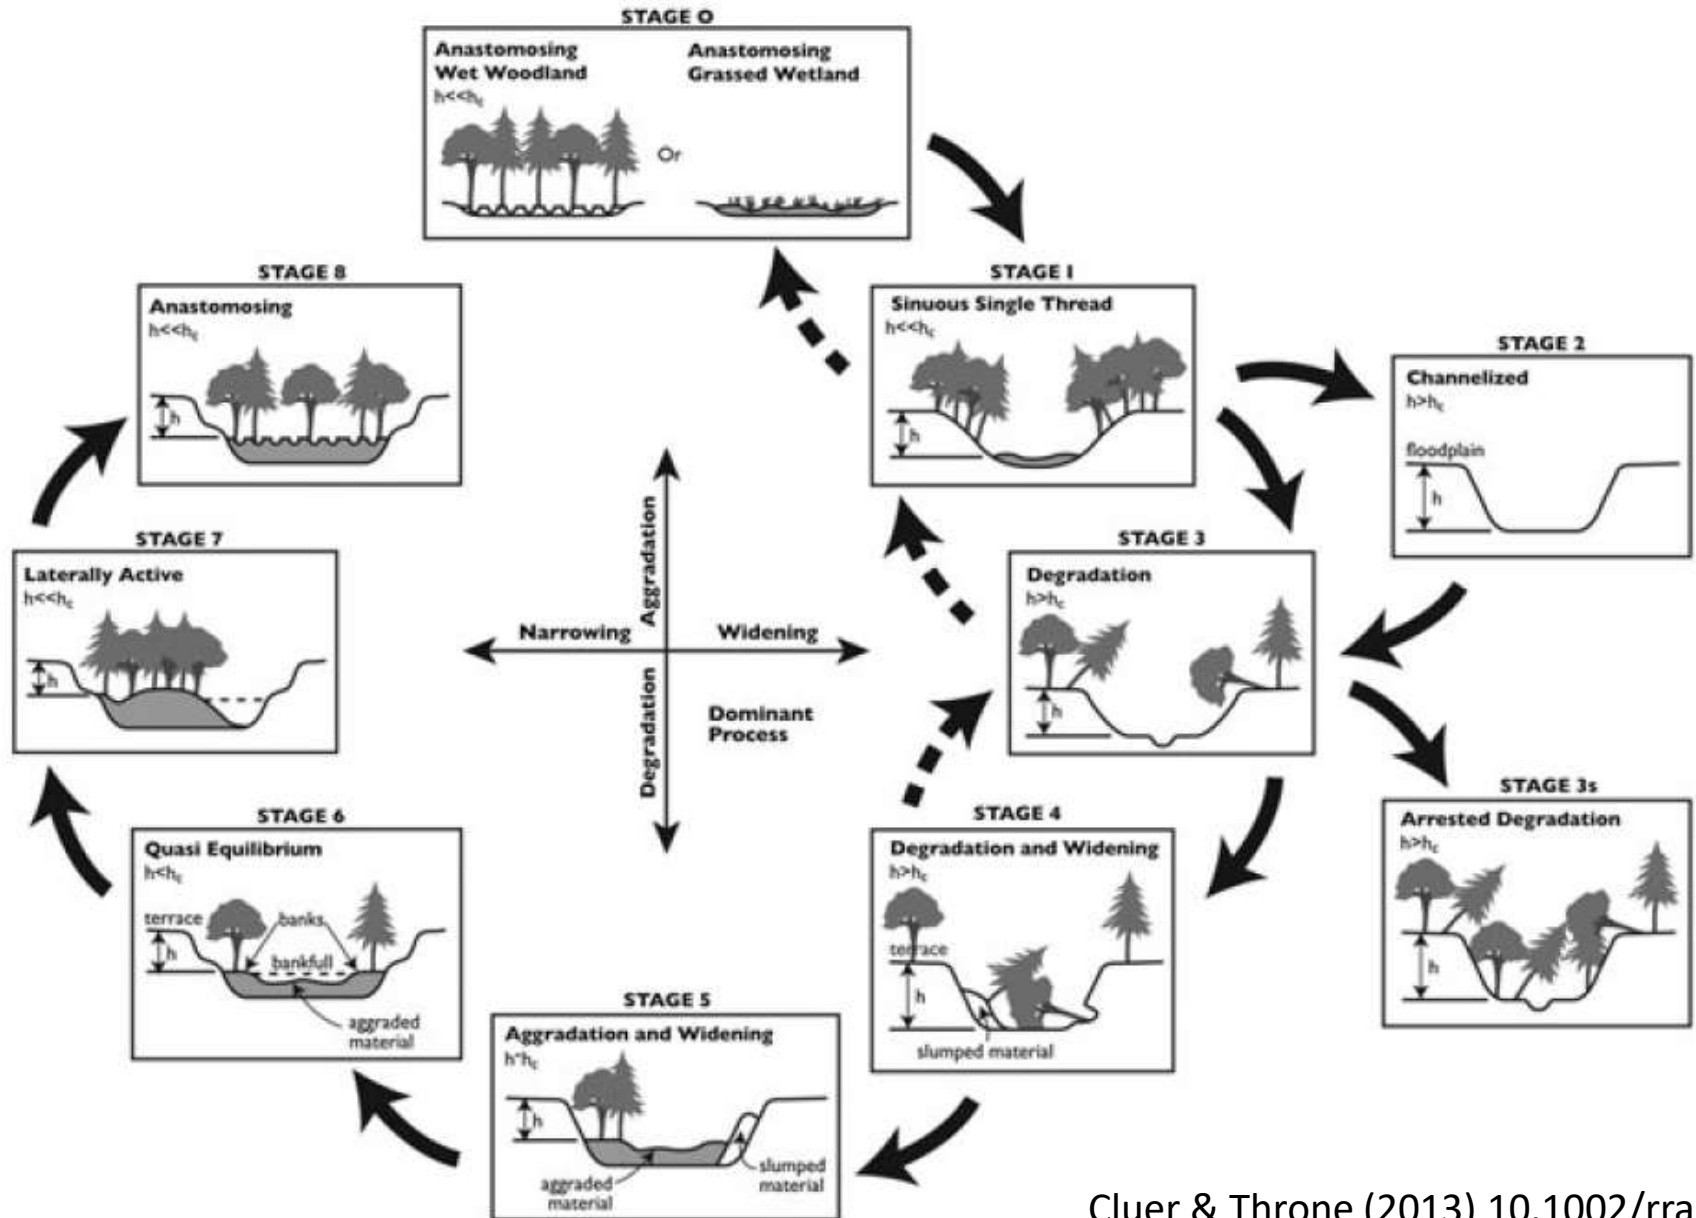 STAGE 0
Anastomosing
Wet Woodland
h<<hc
Or
Anastomosing
Grassed Wetland
STAGE 1
Sinuous Single Thread
h<<hc
h
STAGE 2
Channelized
h>hc
floodplain
h
STAGE 3
Degradation
h>hc
h
STAGE 3s
Arrested Degradation
h>hc
h
STAGE 4
Degradation and Widening
h>hc
terrace
h
slumped material
STAGE 5
Aggradation and Widening
h~hc
h
aggraded
material
slumped
material
STAGE 6
Quasi Equilibrium
h<hc
terrace
banks
h
bankfull
aggraded
material
STAGE 7
Laterally Active
h<<hc
h
STAGE 8
Anastomosing
h<<hc
h
Aggradation
Narrowing
Widening
Degradation
Dominant
Process
Cluer & Throne (2013) 10.1002/rra